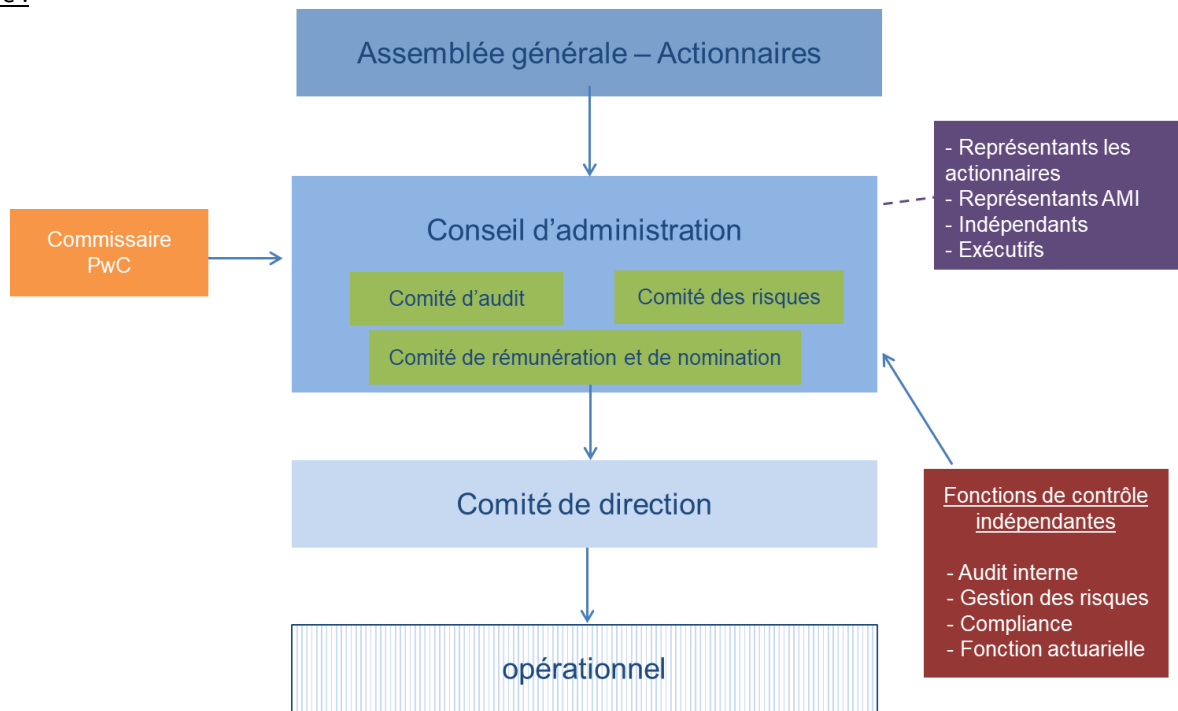 Assemblée générale – Actionnaires
- Représentants les
actionnaires
- Représentants AMI
- Indépendants
- Exécutifs
Commissaire
PwC
Conseil d’administration
Comité d’audit
Comité des risques
Comité de rémunération et de nomination
Comité de direction
Fonctions de contrôle
indépendantes
- Audit interne
- Gestion des risques
- Compliance
- Fonction actuarielle
opérationnel